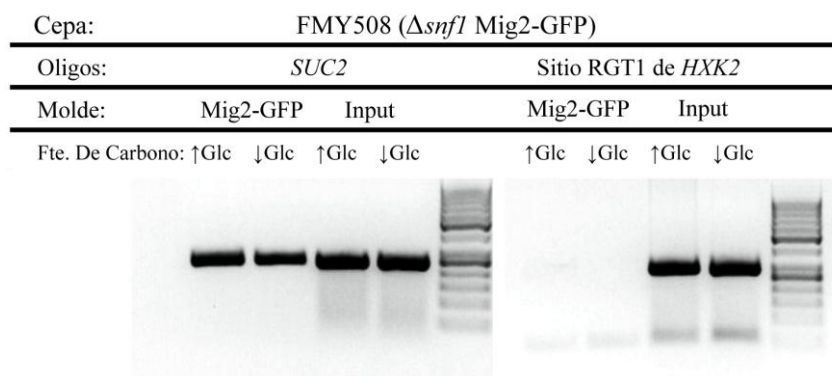 Cepa: FMY508 (Δsnf1 Mig2-GFP)
Oligos: SUC2 Sitio RGT1 de HXK2
Molde: Mig2-GFP Input Mig2-GFP Input
Fte. De Carbono: ↑Glc ↓Glc ↑Glc ↓Glc ↑Glc ↓Glc ↑Glc ↓Glc